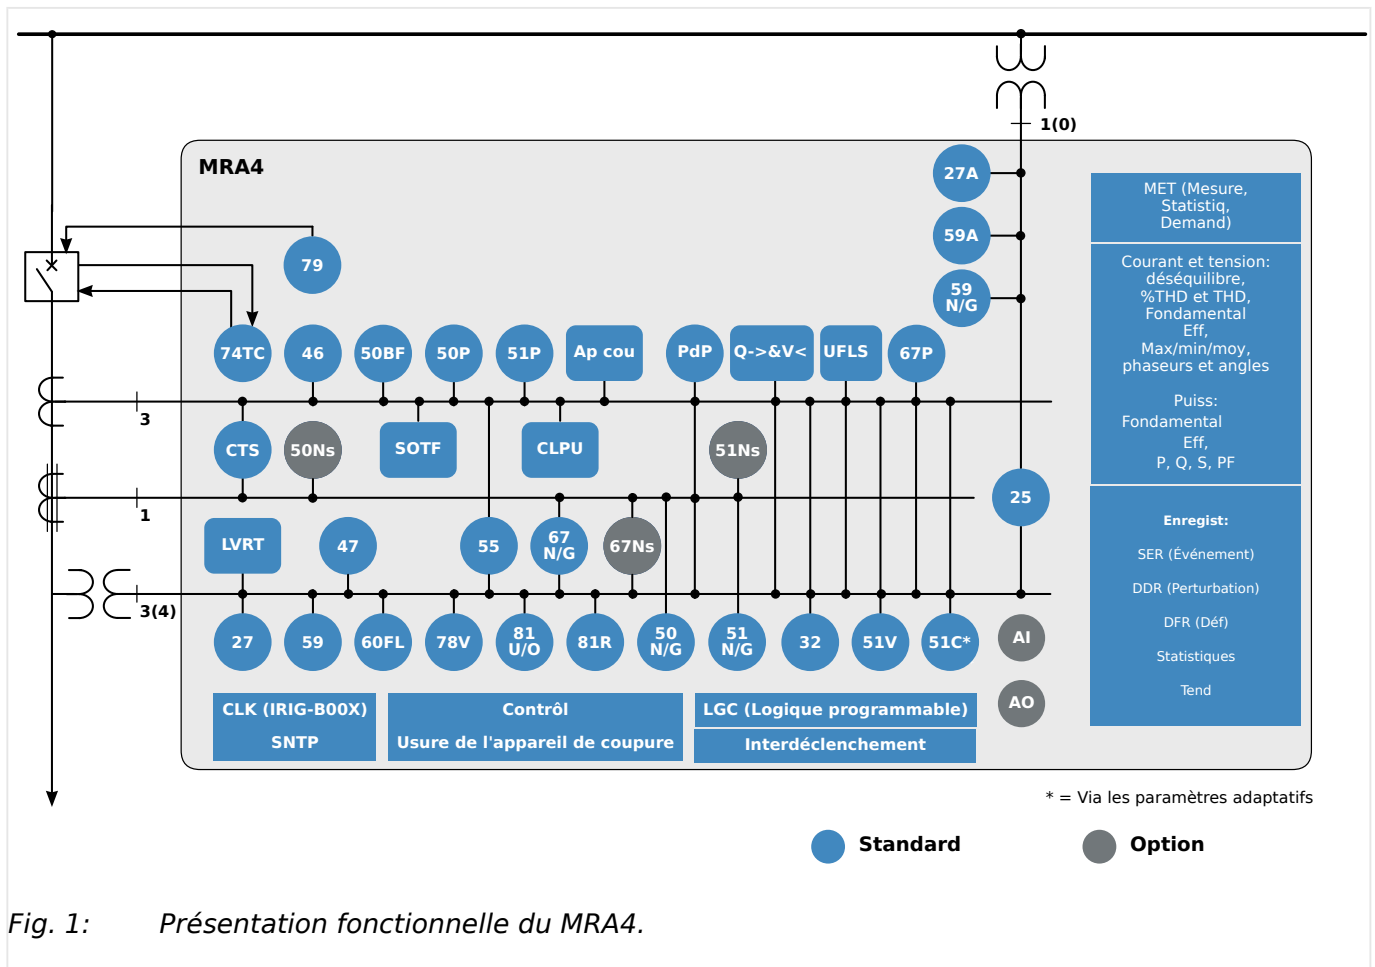 1(0)
MRA4
27A
59A
59
N/G
79
74TC
46
50BF
50P
51P
Ap cou
PdP
Q->&V<
UFLS
67P
3
CTS
50Ns
SOTF
CLPU
51Ns
25
1
LVRT
47
55
67
N/G
67Ns
3(4)
27
59
60FL
78V
81
U/O
81R
50
N/G
51
N/G
32
51V
51C*
AI
AO
CLK (IRIG-B00X)
SNTP
Contrôl
Usure de l'appareil de coupure
LGC (Logique programmable)
Interdéclenchement
MET (Mesure,
Statistiq,
Demand)
Courant et tension:
déséquilibre,
%THD et THD,
Fondamental
Eff,
Max/min/moy,
phaseurs et angles
Puiss:
Fondamental
Eff,
P, Q, S, PF
Enregist:
SER (Événement)
DDR (Perturbation)
DFR (Déf)
Statistiques
Tend
* = Via les paramètres adaptatifs
Standard
Option
Fig. 1: Présentation fonctionnelle du MRA4.